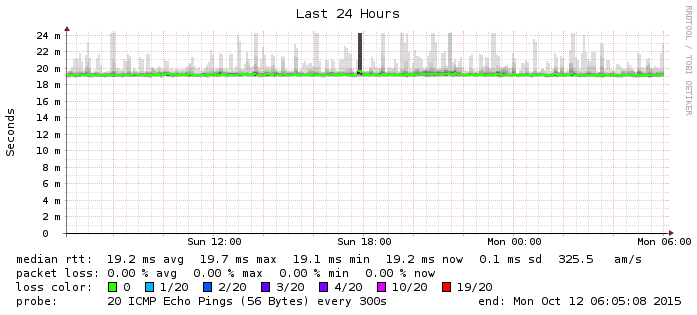 Last 24 Hours
RRDTOOL / TOBI OETIKER
Seconds
24 m
22 m
20 m
18 m
16 m
14 m
12 m
10 m
8 m
6 m
4 m
2 m
0
Sun 12:00 Sun 18:00 Mon 00:00 Mon 06:00
median rtt: 19.2 ms avg 19.7 ms max 19.1 ms min 19.2 ms now 0.1 ms sd 325.5 am/s
packet loss: 0.00 % avg 0.00 % max 0.00 % min 0.00 % now
loss color: 0 1/20 2/20 3/20 4/20 10/20 19/20
probe: 20 ICMP Echo Pings (56 Bytes) every 300s end: Mon Oct 12 06:05:08 2015